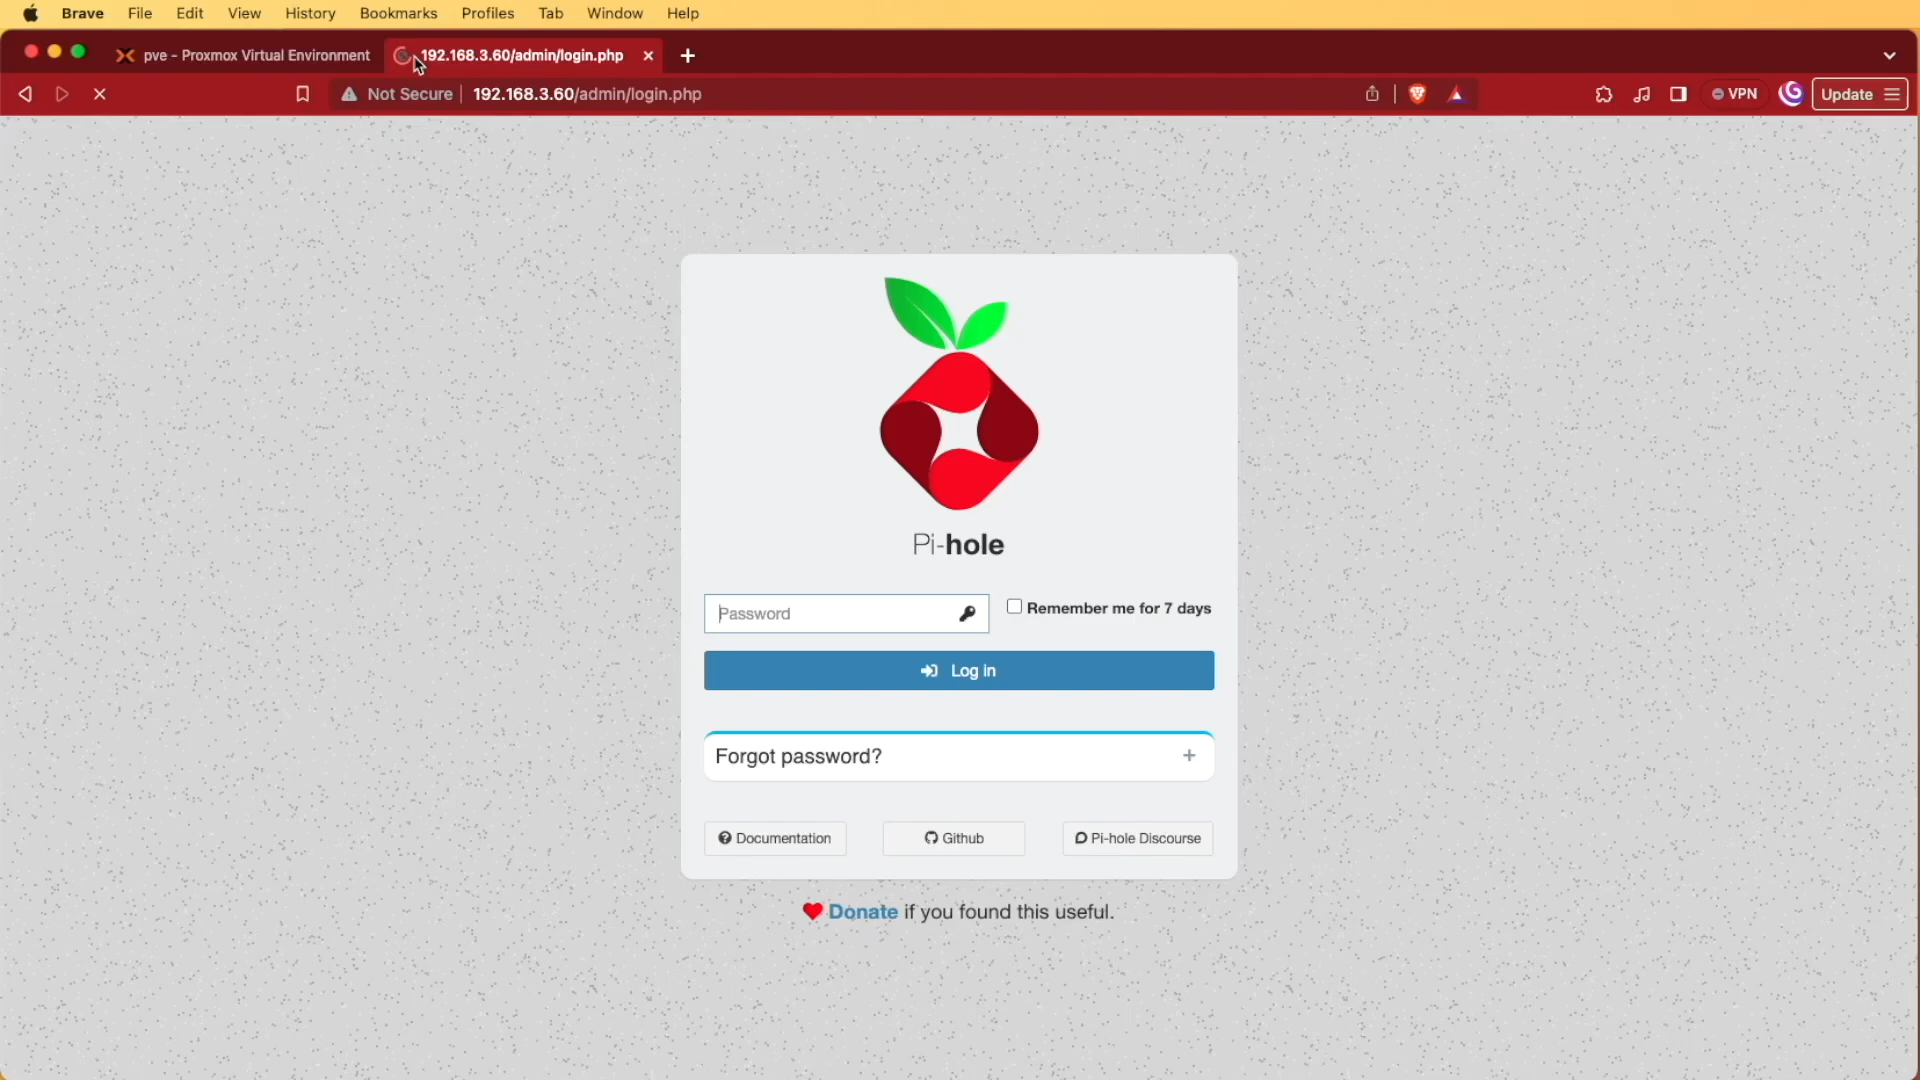 Brave File Edit View History Bookmarks Profiles Tab Window Help
pve - Proxmox Virtual Environment 192.168.3.60/admin/login.php
Not Secure 192.168.3.60/admin/login.php VPN Update
Pi-hole
Password Remember me for 7 days
Log in
Forgot password?
Documentation Github Pi-hole Discourse
Donate if you found this useful.